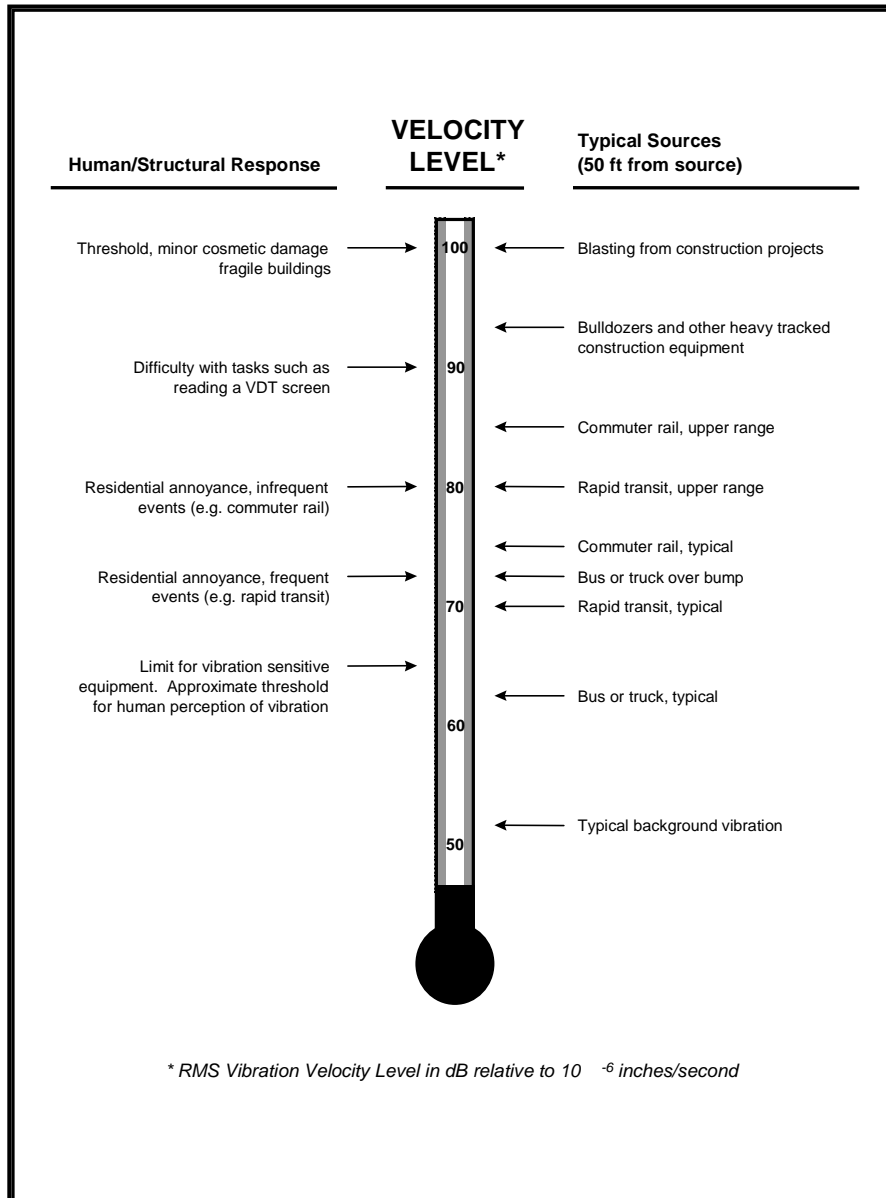 VELOCITY
LEVEL*
Human/Structural Response
Typical Sources
(50 ft from source)
Threshold, minor cosmetic damage
fragile buildings
100
Blasting from construction projects
Bulldozers and other heavy tracked
construction equipment
Difficulty with tasks such as
reading a VDT screen
90
Commuter rail, upper range
Residential annoyance, infrequent
events (e.g. commuter rail)
80
Rapid transit, upper range
Commuter rail, typical
Residential annoyance, frequent
events (e.g. rapid transit)
Bus or truck over bump
70
Rapid transit, typical
Limit for vibration sensitive
equipment.  Approximate threshold
for human perception of vibration
Bus or truck, typical
60
Typical background vibration
50
* RMS Vibration Velocity Level in dB relative to 10 -6 inches/second